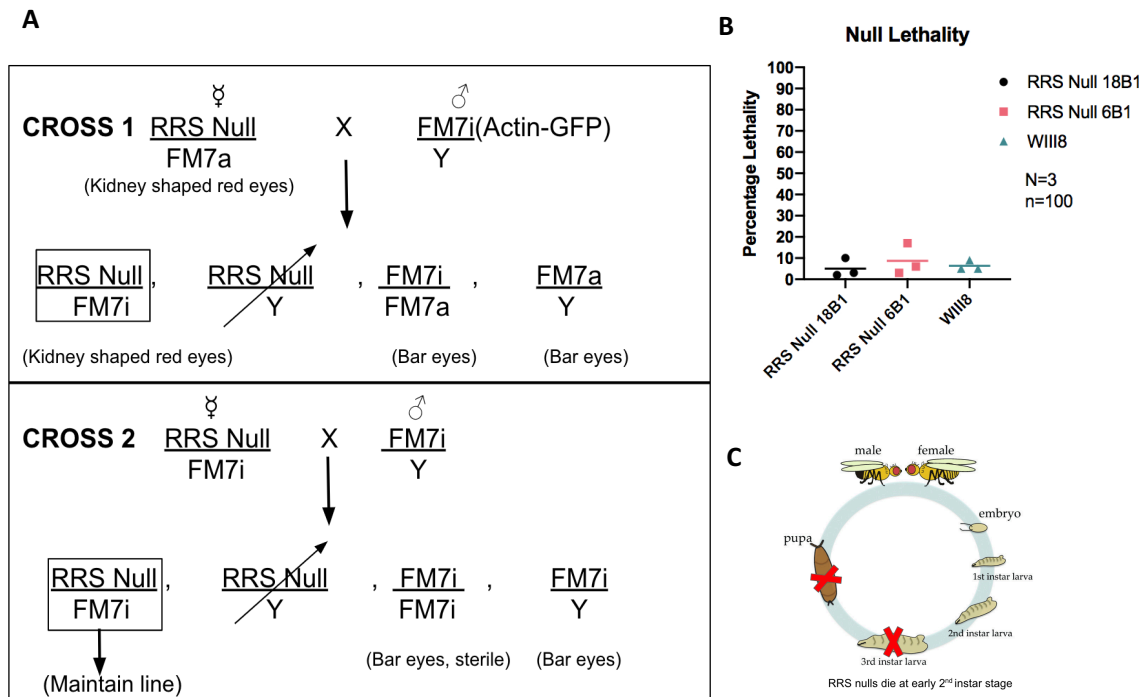 A
☿ ♂
CROSS 1 RRS Null X FM7i(Actin-GFP)
FM7a Y
(Kidney shaped red eyes)
RRS Null, RRS Null, FM7i, FM7a
FM7i Y FM7a Y
(Kidney shaped red eyes) (Bar eyes) (Bar eyes)
☿ ♂
CROSS 2 RRS Null X FM7i
FM7i Y
RRS Null, RRS Null, FM7i, FM7i
FM7i Y FM7i Y
(Bar eyes, sterile) (Bar eyes)
(Maintain line)
B
Null Lethality
Percentage Lethality
100
90
80
70
60
50
40
30
20
10
0
RRS Null 18B1
RRS Null 6B1
WIII8
RRS Null 18B1
RRS Null 6B1
WIII8
N=3
n=100
C
male female
embryo
1st instar larva
2nd instar larva
3rd instar larva
pupa
RRS nulls die at early 2nd instar stage